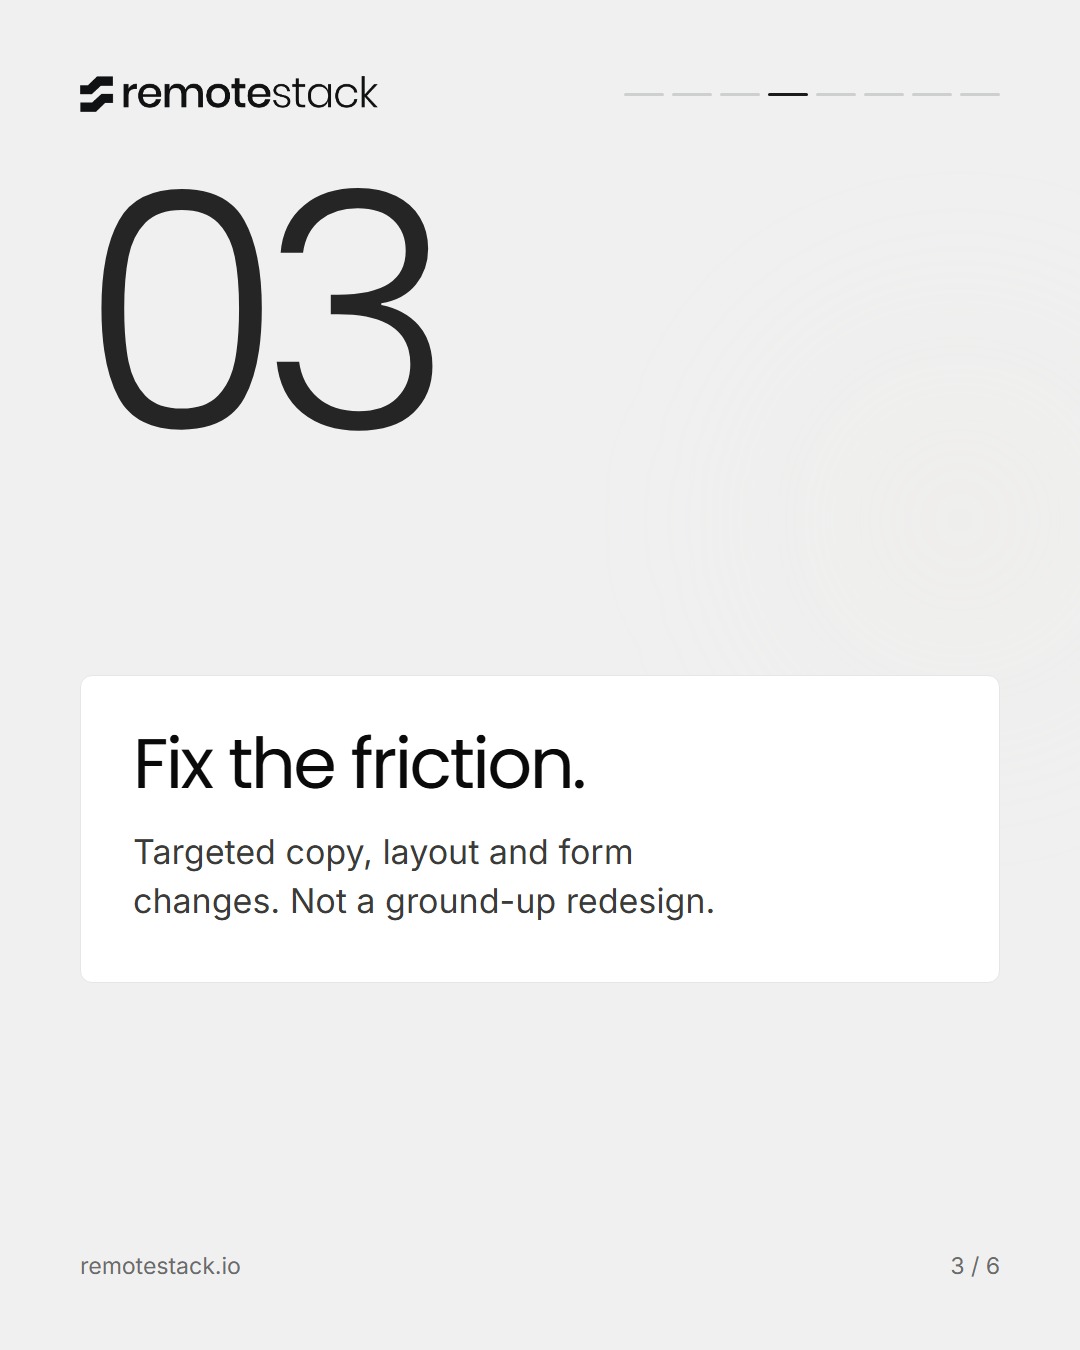 remotestack
03
Fix the friction.
Targeted copy, layout and form
changes. Not a ground-up redesign.
remotestack.io
3 / 6